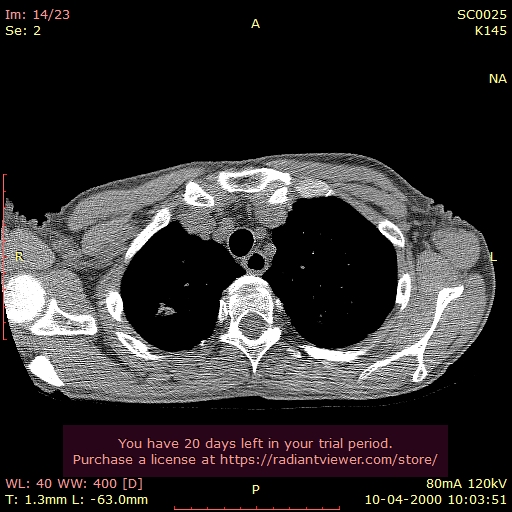 Im: 14/23
Se: 2
A
SC0025
K145
NA
R
L
You have 20 days left in your trial period.
Purchase a license at https://radiantviewer.com/store/
WL: 40 WW: 400 [D]
T: 1.3mm L: -63.0mm
P
80mA 120kV
10-04-2000 10:03:51